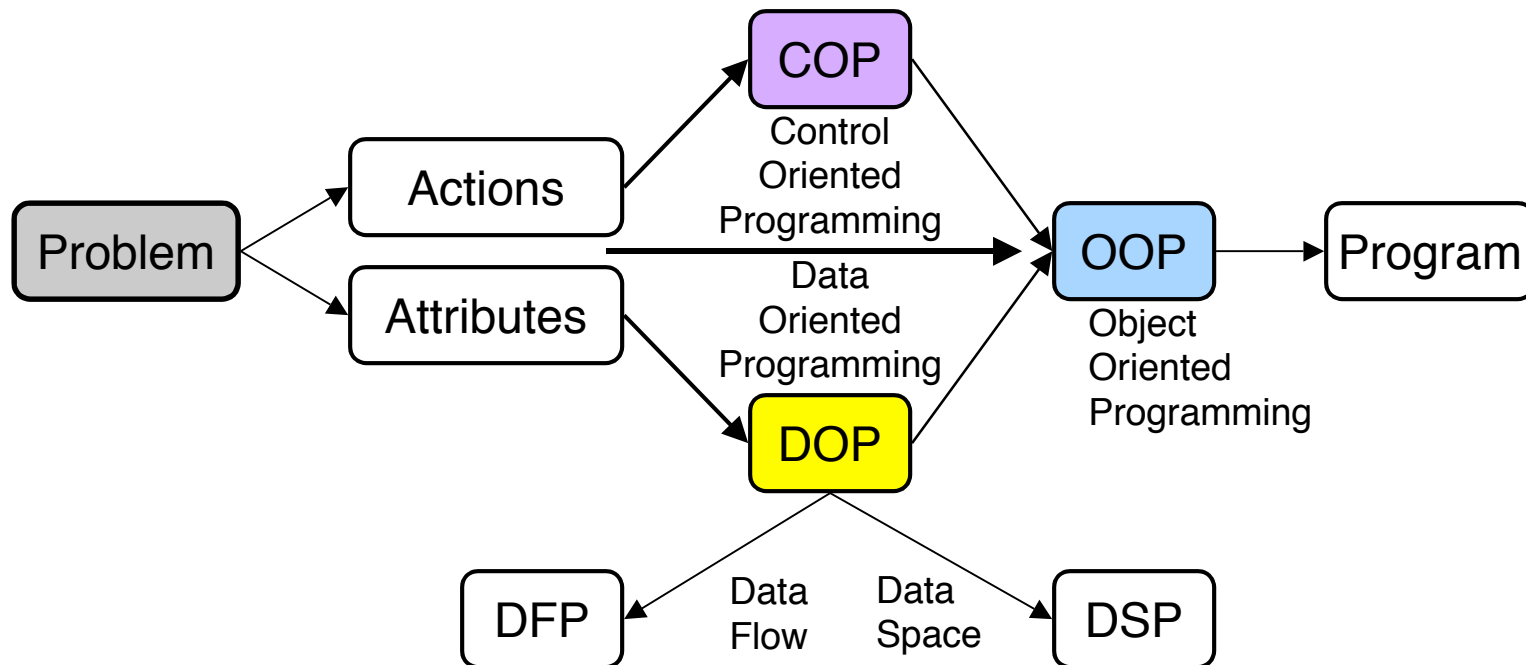 COP
Control
Oriented
Programming
Actions
Problem
OOP
Program
Attributes
Data
Oriented
Programming
Object
Oriented
Programming
DOP
DFP
Data
Flow
Data
Space
DSP